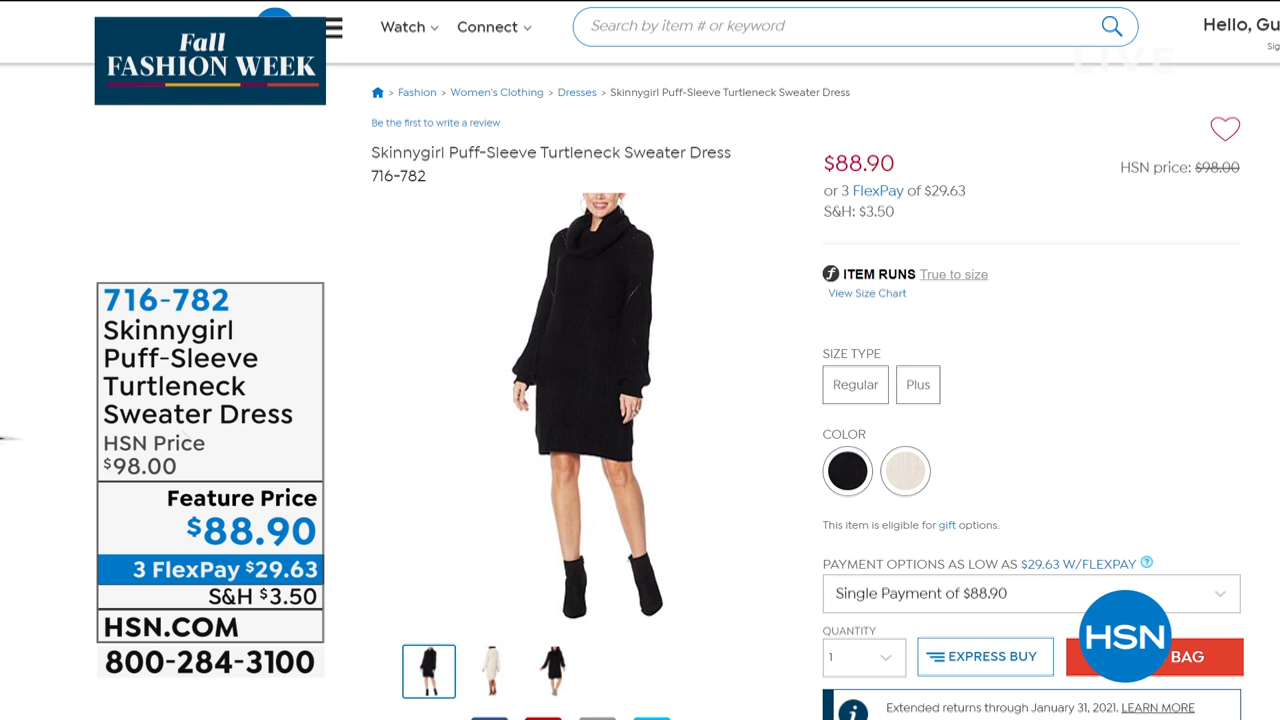 Fall
FASHION WEEK
Watch
Connect
Search by item # or keyword
Hello, Gu
Sig
LIVE
> Fashion > Women's Clothing > Dresses > Skinnygirl Puff-Sleeve Turtleneck Sweater Dress
Be the first to write a review
Skinnygirl Puff-Sleeve Turtleneck Sweater Dress
716-782
$88.90
HSN price: $98.00
or 3 FlexPay of $29.63
S&H: $3.50
f ITEM RUNS True to size
View Size Chart
SIZE TYPE
Regular
Plus
COLOR
This item is eligible for gift options.
PAYMENT OPTIONS AS LOW AS $29.63 W/FLEXPAY ?
Single Payment of $88.90
QUANTITY
1
EXPRESS BUY
HSN
BAG
i Extended returns through January 31, 2021. LEARN MORE
716-782
Skinnygirl
Puff-Sleeve
Turtleneck
Sweater Dress
HSN Price
$98.00
Feature Price
$88.90
3 FlexPay $29.63
S&H $3.50
HSN.COM
800-284-3100